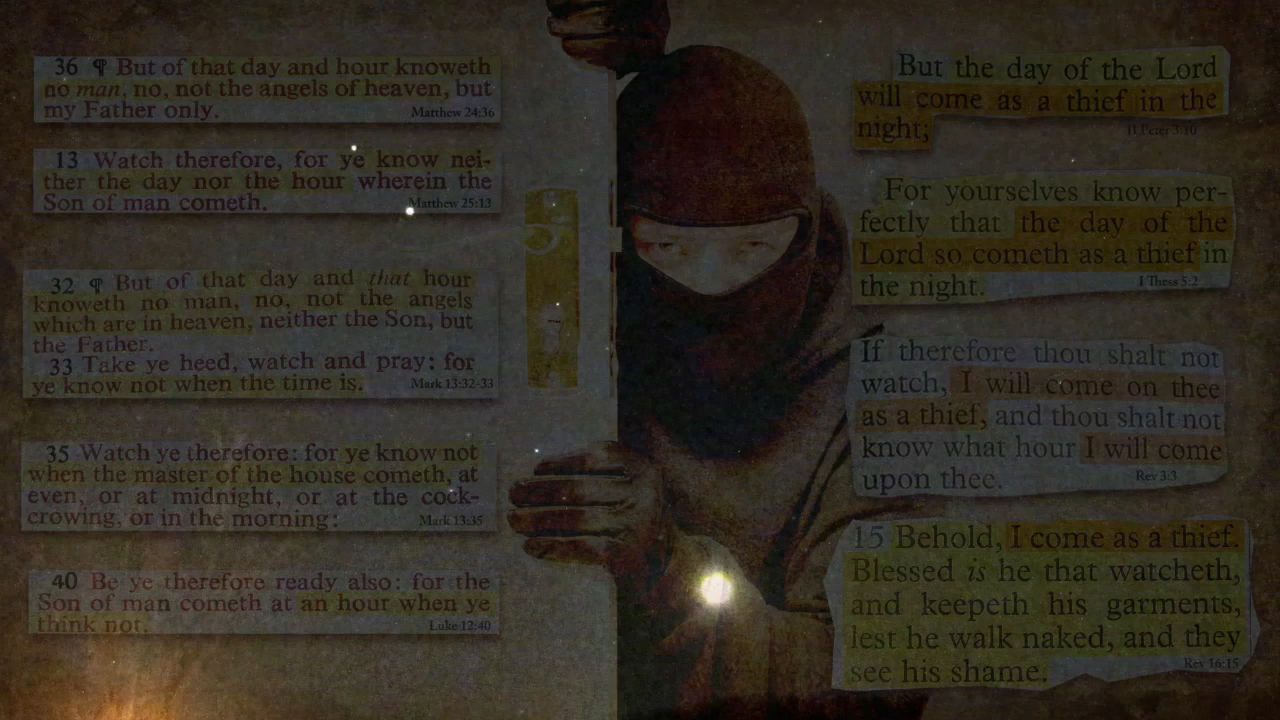 36 ¶ But of that day and hour knoweth
no man, no, not the angels of heaven, but
my Father only.
Matthew 24:36
13 Watch therefore, for ye know nei-
ther the day nor the hour wherein the
Son of man cometh.
Matthew 25:13
32 ¶ But of that day and that hour
knoweth no man, no, not the angels
which are in heaven, neither the Son, but
the Father.
33 Take ye heed, watch and pray: for
ye know not when the time is.
Mark 13:32-33
35 Watch ye therefore: for ye know not
when the master of the house cometh, at
even, or at midnight, or at the cock-
crowing, or in the morning:
Mark 13:35
40 Be ye therefore ready also: for the
Son of man cometh at an hour when ye
think not.
Luke 12:40
But the day of the Lord
will come as a thief in the
night;
II Peter 3:10
For yourselves know per-
fectly that the day of the
Lord so cometh as a thief in
the night.
I Thess 5:2
If therefore thou shalt not
watch, I will come on thee
as a thief, and thou shalt not
know what hour I will come
upon thee.
Rev 3:3
15 Behold, I come as a thief.
Blessed is he that watcheth,
and keepeth his garments,
lest he walk naked, and they
see his shame.
Rev 16:15